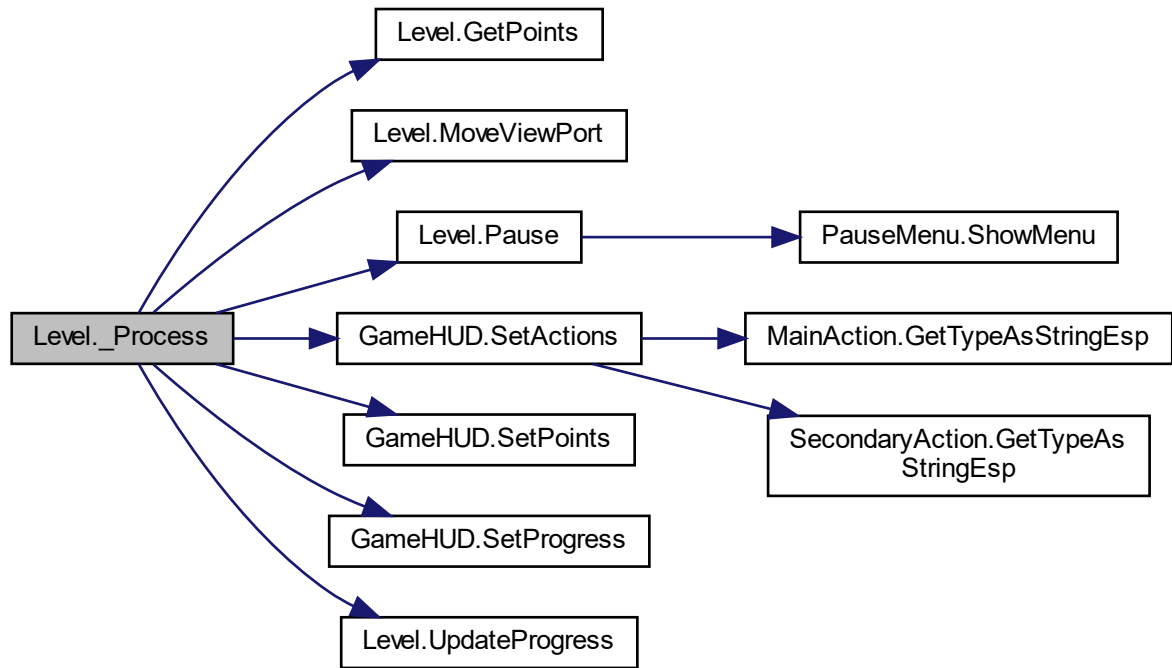 Level._Process
Level.GetPoints
Level.MoveViewPort
Level.Pause
PauseMenu.ShowMenu
GameHUD.SetActions
MainAction.GetTypeAsStringEsp
SecondaryAction.GetTypeAs
StringEsp
GameHUD.SetPoints
GameHUD.SetProgress
Level.UpdateProgress